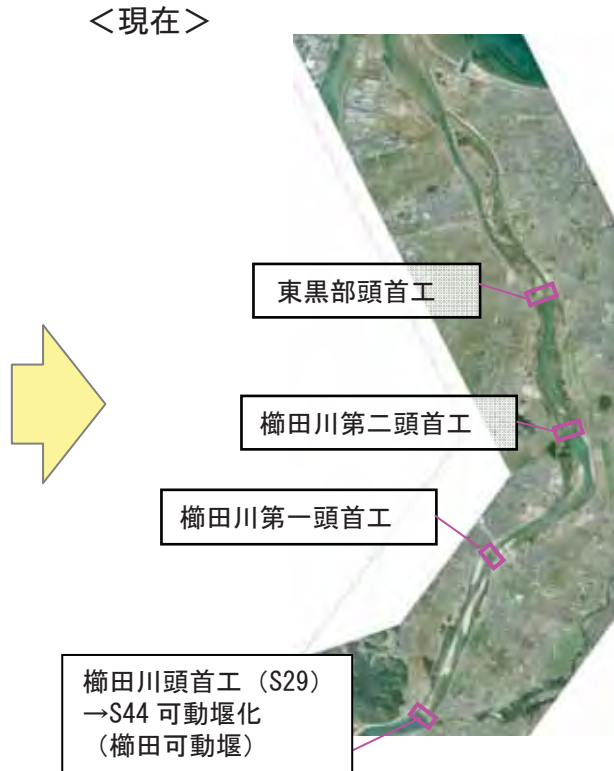 ＜現在＞
東黒部頭首工
櫛田川第二頭首工
櫛田川第一頭首工
櫛田川頭首工（S29）
→S44 可動堰化
（櫛田可動堰）